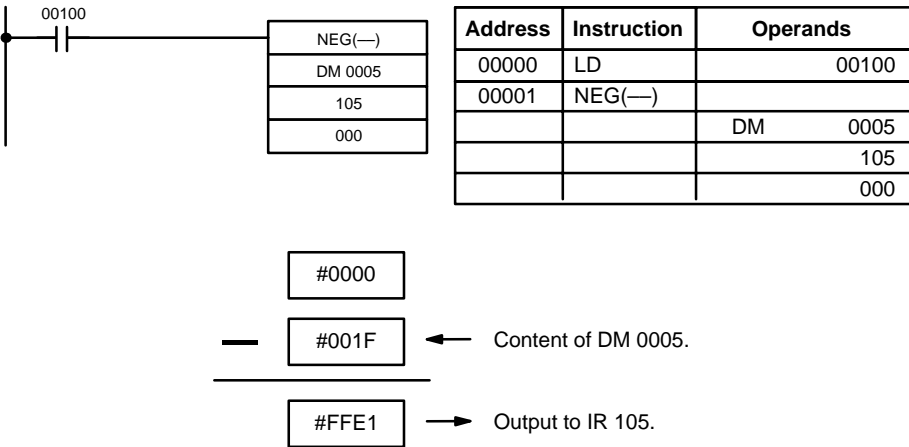 00100
NEG(––)
DM 0005
105
000
Address Instruction Operands
00000 LD 00100
00001 NEG(––)
DM 0005
105
000
#0000
– #001F Content of DM 0005.
#FFE1 Output to IR 105.